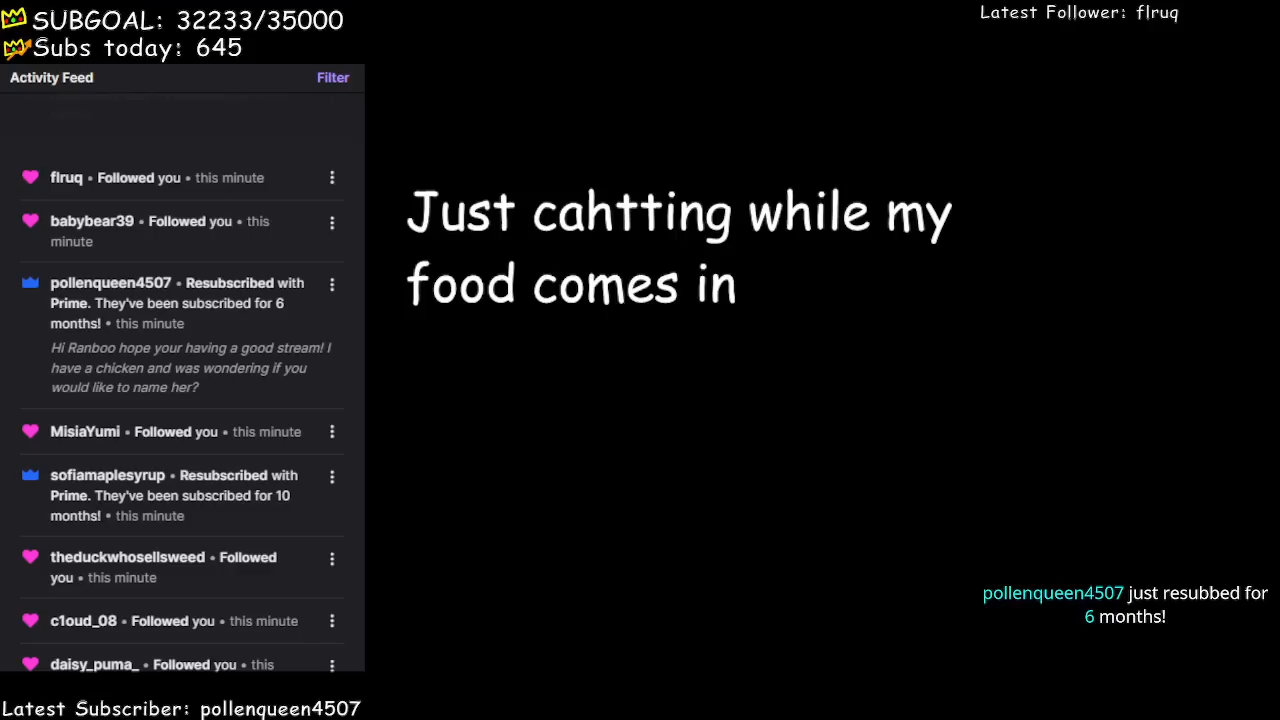 SUBGOAL: 32233/35000
Subs today: 645
Latest Follower: flruq
Activity Feed
Filter
flruq • Followed you • this minute
babybear39 • Followed you • this
minute
pollenqueen4507 • Resubscribed with
Prime. They've been subscribed for 6
months! • this minute
Hi Ranboo hope your having a good stream! I
have a chicken and was wondering if you
would like to name her?
MisiaYumi • Followed you • this minute
sofiamaplesyrup • Resubscribed with
Prime. They've been subscribed for 10
months! • this minute
theduckwhosellsweed • Followed
you • this minute
c1oud_08 • Followed you • this minute
daisy_puma_ • Followed you • this
Just cahtting while my
food comes in
pollenqueen4507 just resubbed for
6 months!
Latest Subscriber: pollenqueen4507